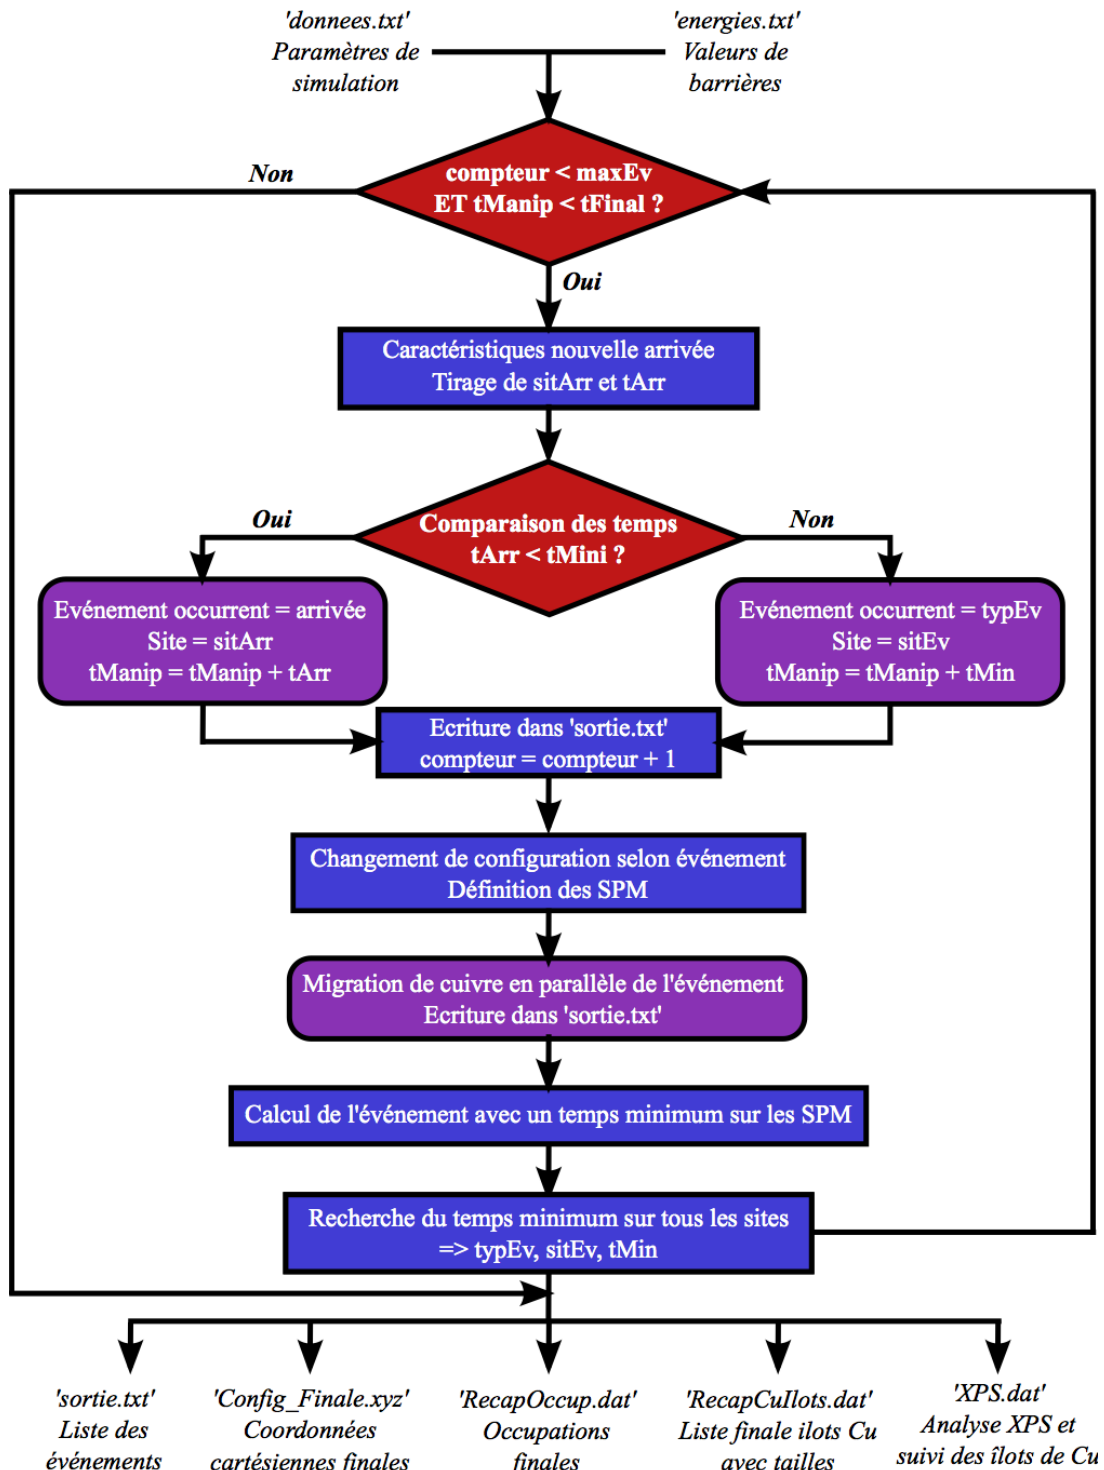 'donnees.txt'
Paramètres de
simulation
'energies.txt'
Valeurs de
barrières
compteur < maxEv
ET tManip < tFinal ?
Non
Oui
Caractéristiques nouvelle arrivée
Tirage de sitArr et tArr
Comparaison des temps
tArr < tMini ?
Oui
Non
Evénement occurrent = arrivée
Site = sitArr
tManip = tManip + tArr
Evénement occurrent = typEv
Site = sitEv
tManip = tManip + tMin
Ecriture dans 'sortie.txt'
compteur = compteur + 1
Changement de configuration selon événement
Définition des SPM
Migration de cuivre en parallèle de l'événement
Ecriture dans 'sortie.txt'
Calcul de l'événement avec un temps minimum sur les SPM
Recherche du temps minimum sur tous les sites
=> typEv, sitEv, tMin
'sortie.txt'
Liste des
événements
'Config_Finale.xyz'
Coordonnées
cartésiennes finales
'RecapOccup.dat'
Occupations
finales
'RecapCuIlots.dat'
Liste finale ilots Cu
avec tailles
'XPS.dat'
Analyse XPS et
suivi des îlots de Cu